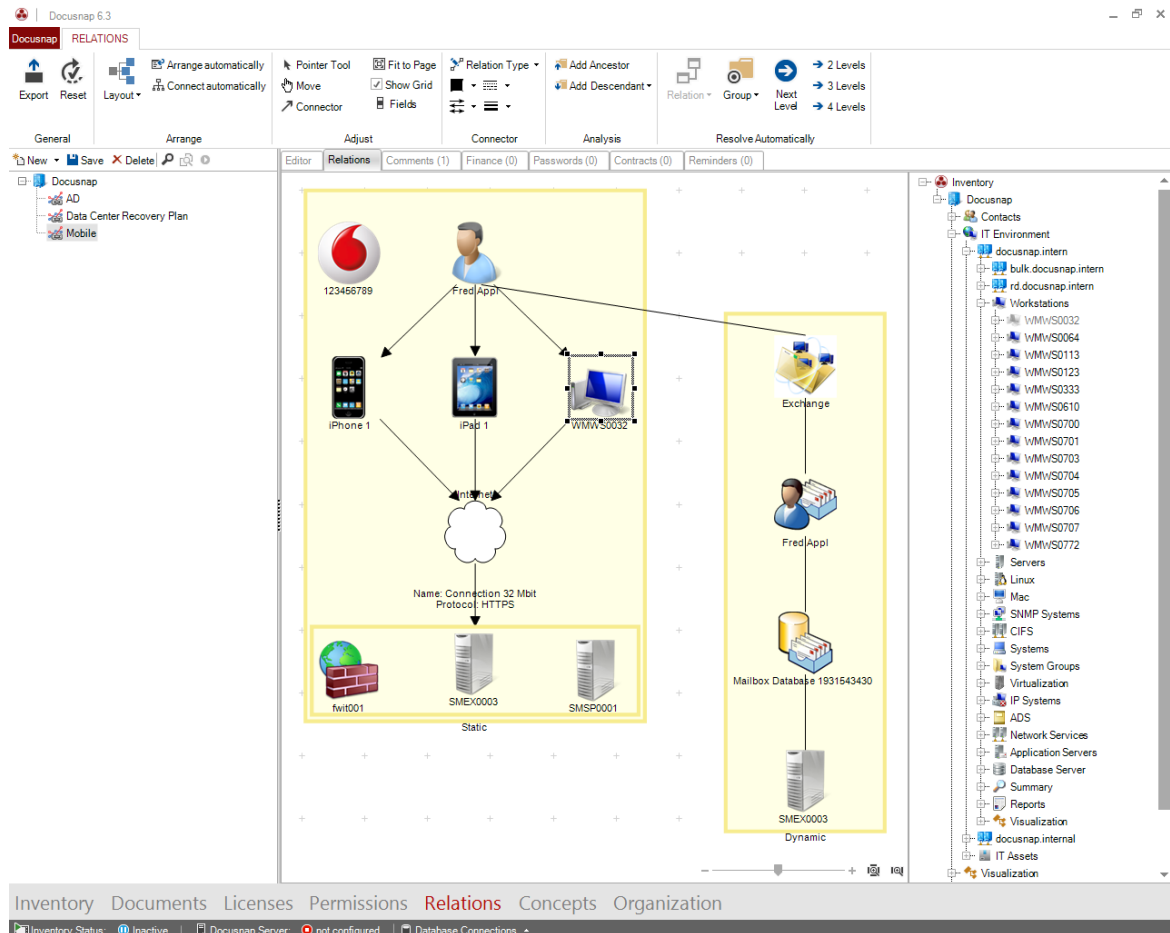 Docusnap 6.3
Docusnap RELATIONS
Export
Reset
Layout
Arrange automatically
Connect automatically
Pointer Tool
Move
Connector
Fit to Page
Show Grid
Fields
Relation Type
Add Ancestor
Add Descendant
Relation
Group
Next
Level
2 Levels
3 Levels
4 Levels
General Arrange Adjust Connector Analysis Resolve Automatically
New Save Delete
Editor Relations Comments (1) Finance (0) Passwords (0) Contracts (0) Reminders (0)
Docusnap
AD
Data Center Recovery Plan
Mobile
123456789
Fred Appl
iPhone 1
iPad 1
WMWS0032
Internet
Name: Connection 32 Mbit
Protocol: HTTPS
fwit001
SMEX0003
SMSP0001
Static
Exchange
Fred Appl
Mailbox Database 1931543430
SMEX0003
Dynamic
Inventory
Docusnap
Contacts
IT Environment
docusnap.intern
bulk.docusnap.intern
rd.docusnap.intern
Workstations
WMWS0032
WMWS0064
WMWS0113
WMWS0123
WMWS0333
WMWS0610
WMWS0700
WMWS0701
WMWS0703
WMWS0704
WMWS0705
WMWS0706
WMWS0707
WMWS0772
Servers
Linux
Mac
SNMP Systems
CIFS
Systems
System Groups
Virtualization
IP Systems
ADS
Network Services
Application Servers
Database Server
Summary
Reports
Visualization
docusnap.internal
IT Assets
Visualization
Inventory Documents Licenses Permissions Relations Concepts Organization
Inventory Status: Inactive | Docusnap Server: not configured | Database Connections